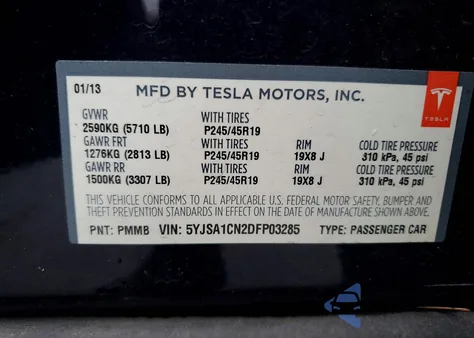 01/13 MFD BY TESLA MOTORS, INC.
TESLA
GVWR WITH TIRES
2590KG (5710 LB) P245/45R19
GAWR FRT WITH TIRES RIM COLD TIRE PRESSURE
1276KG (2813 LB) P245/45R19 19X8 J 310 kPa, 45 psi
GAWR RR WITH TIRES RIM COLD TIRE PRESSURE
1500KG (3307 LB) P245/45R19 19X8 J 310 kPa, 45 psi
THIS VEHICLE CONFORMS TO ALL APPLICABLE U.S. FEDERAL MOTOR SAFETY, BUMPER AND
THEFT PREVENTION STANDARDS IN EFFECT ON THE DATE OF MANUFACTURE SHOWN ABOVE.
PNT: PMMB VIN: 5YJSA1CN2DFP03285 TYPE: PASSENGER CAR